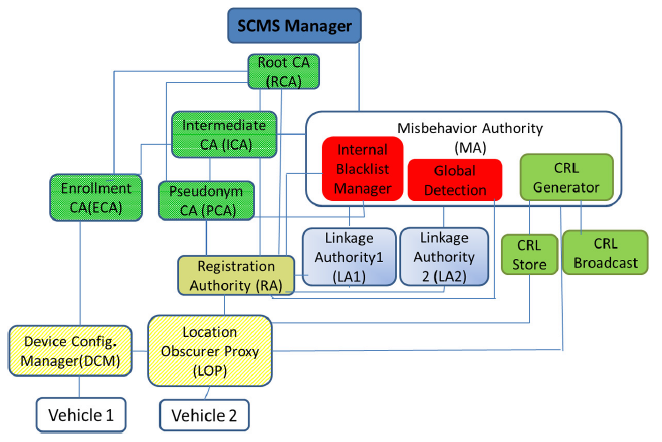 SCMS Manager
Root CA
(RCA)
Intermediate
CA (ICA)
Misbehavior Authority
(MA)
Internal
Blacklist
Manager
Global
Detection
CRL
Generator
Enrollment
CA(ECA)
Pseudonym
CA (PCA)
Linkage
Authority1
(LA1)
Linkage
Authority
2 (LA2)
CRL
Store
CRL
Broadcast
Registration
Authority (RA)
Device Config.
Manager(DCM)
Location
Obscurer Proxy
(LOP)
Vehicle 1
Vehicle 2